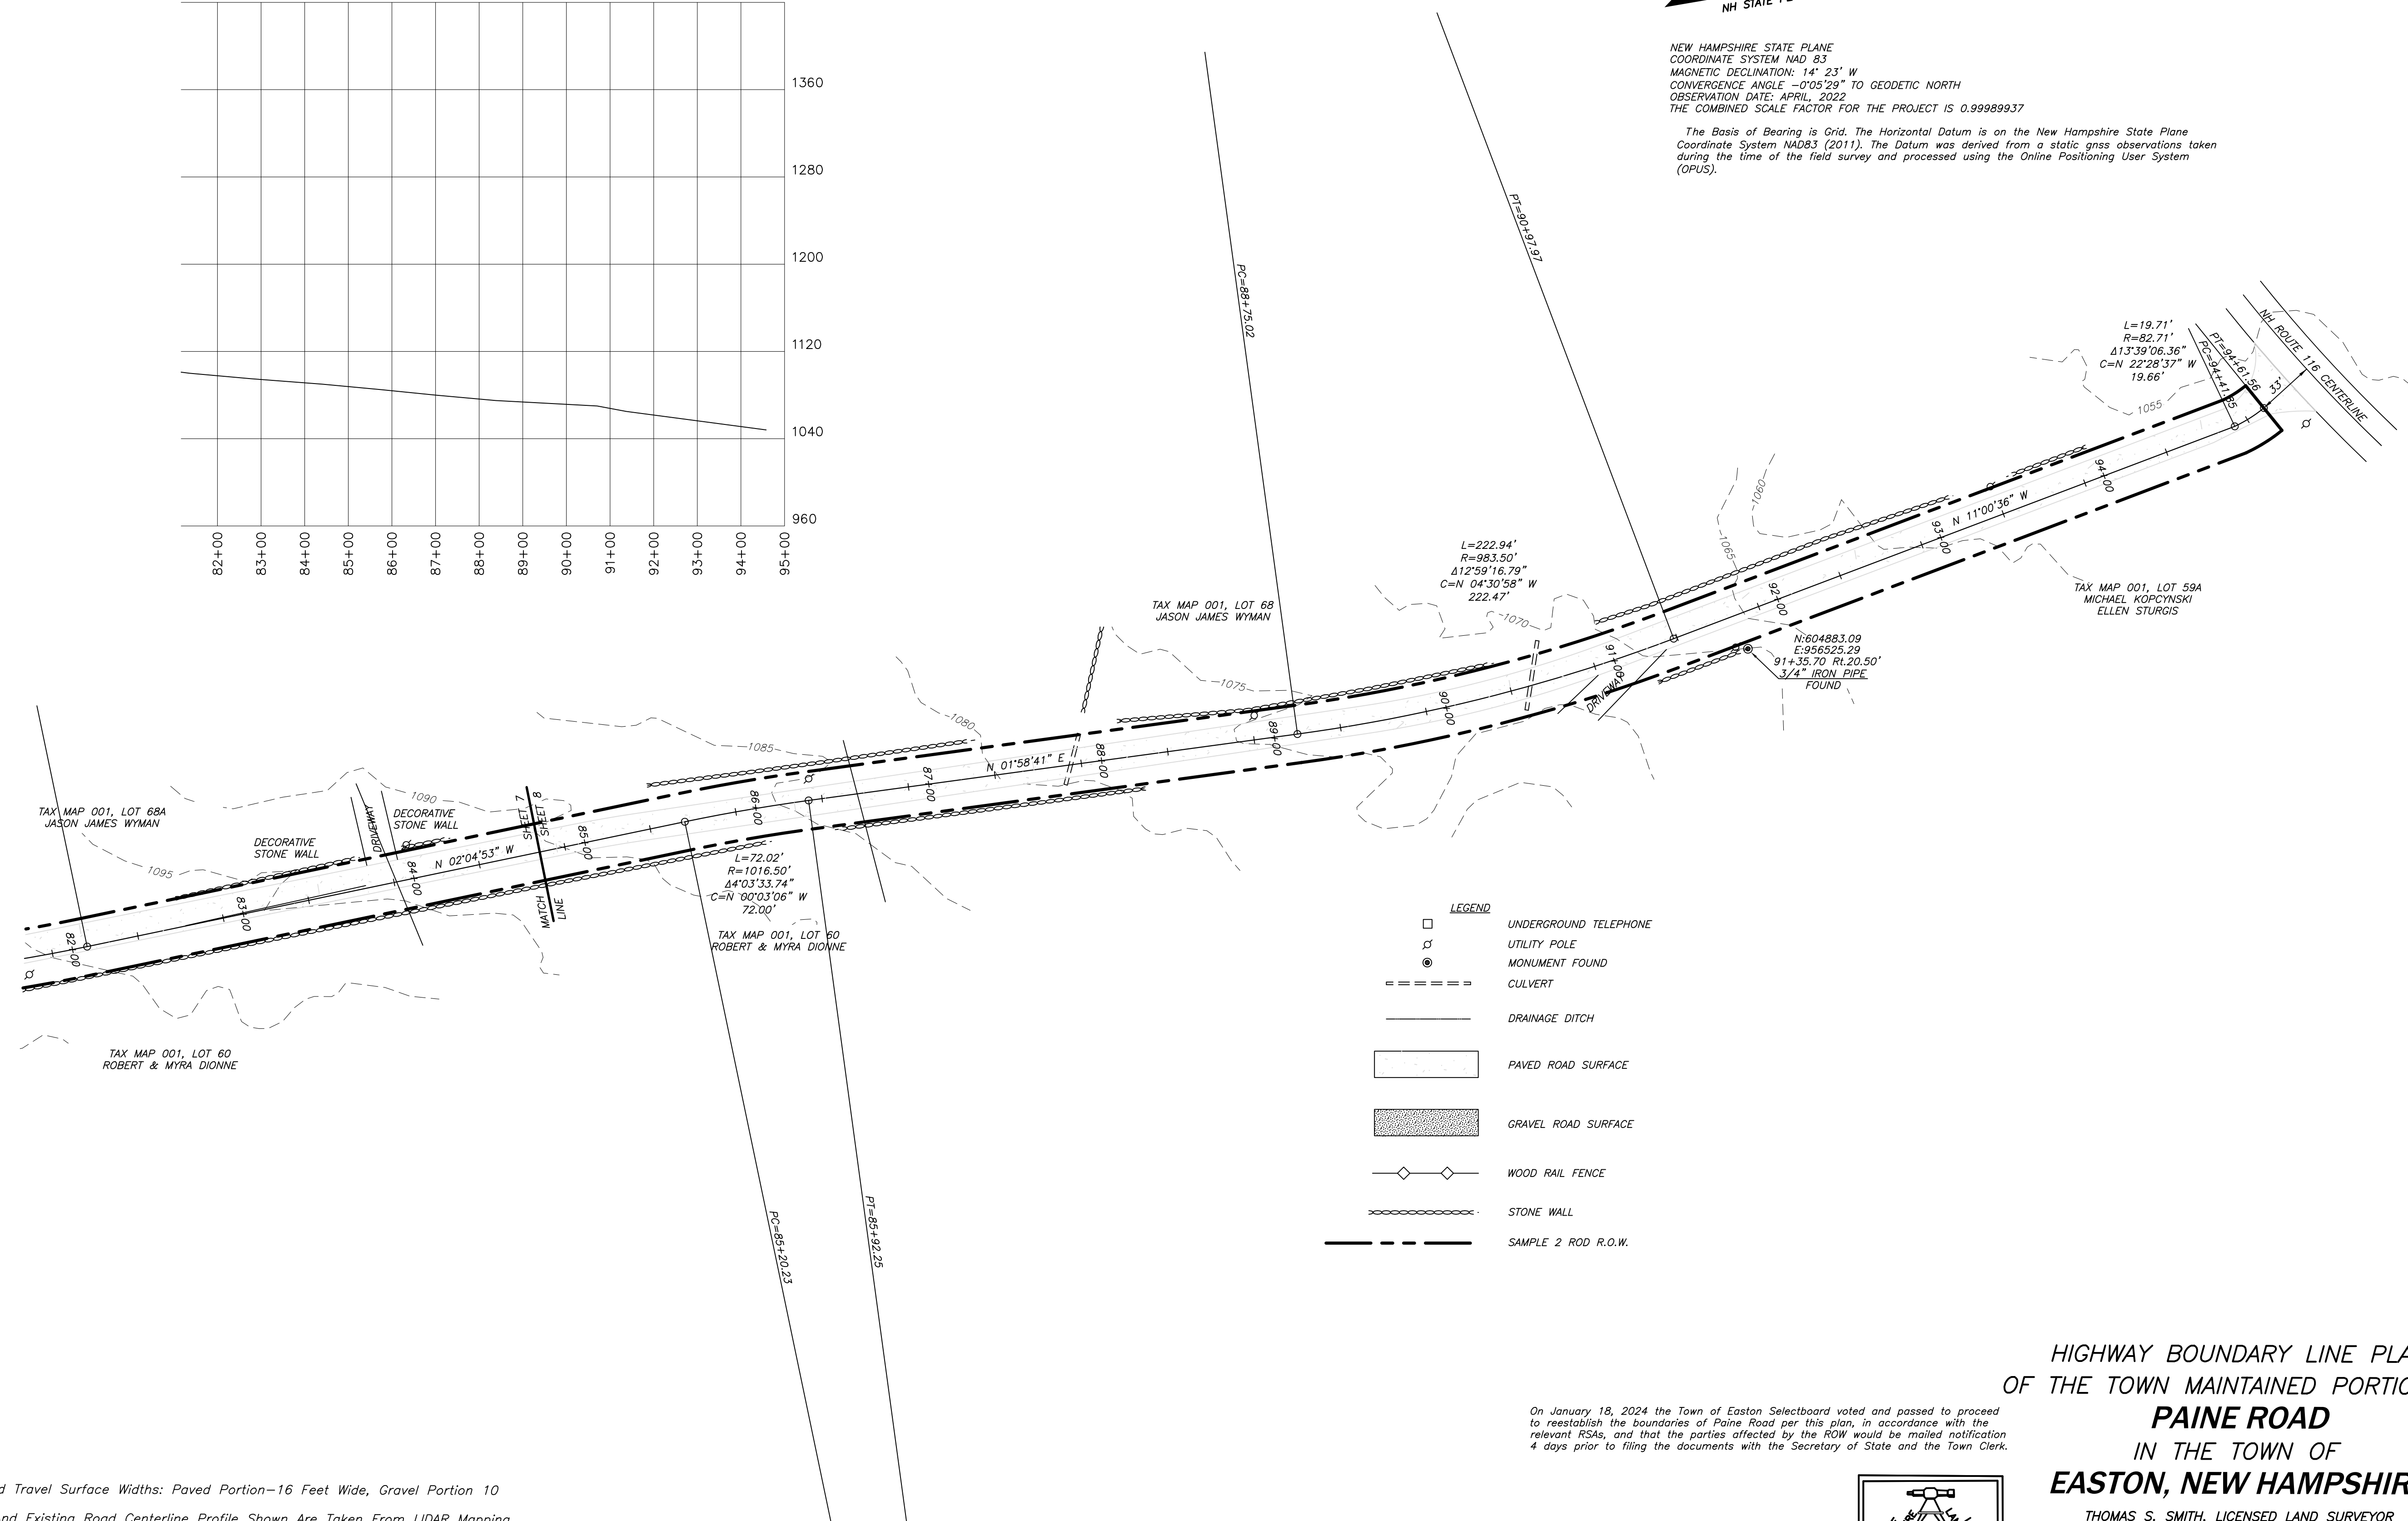 1360
1280
1200
1120
1040
960
82+00
83+00
84+00
85+00
86+00
87+00
88+00
89+00
90+00
91+00
92+00
93+00
94+00
95+00
NH STATE
NEW HAMPSHIRE STATE PLANE
COORDINATE SYSTEM NAD 83
MAGNETIC DECLINATION: 14° 23' W
CONVERGENCE ANGLE -0°05'29" TO GEODETIC NORTH
OBSERVATION DATE: APRIL, 2022
THE COMBINED SCALE FACTOR FOR THE PROJECT IS 0.99989937
The Basis of Bearing is Grid. The Horizontal Datum is on the New Hampshire State Plane
Coordinate System NAD83 (2011). The Datum was derived from a static gnss observations taken
during the time of the field survey and processed using the Online Positioning User System
(OPUS).
PC=88+75.02
PT=90+97.97
L=19.71'
R=82.71'
Δ13°39'06.36"
C=N 22°28'37" W
19.66'
PT=94+61.56
PC=94+41.85
NH ROUTE 116 CENTERLINE
33'
1055
94+00
N 11°00'36" W
93+00
1060
1065
92+00
TAX MAP 001, LOT 59A
MICHAEL KOPCYNSKI
ELLEN STURGIS
L=222.94'
R=983.50'
Δ12°59'16.79"
C=N 04°30'58" W
222.47'
1070
N:604883.09
E:956525.29
91+35.70 Rt.20.50'
3/4" IRON PIPE
FOUND
91+00
DRIVEWAY
TAX MAP 001, LOT 68
JASON JAMES WYMAN
1075
90+00
89+00
1080
88+00
N 01°58'41" E
87+00
1085
86+00
SHEET 7
SHEET 8
MATCH
LINE
85+00
1090
DECORATIVE
STONE WALL
DRIVEWAY
DECORATIVE
STONE WALL
N 02°04'53" W
84+00
TAX MAP 001, LOT 68A
JASON JAMES WYMAN
1095
83+00
82+00
L=72.02'
R=1016.50'
Δ4°03'33.74"
C=N 00°03'06" W
72.00'
TAX MAP 001, LOT 60
ROBERT & MYRA DIONNE
TAX MAP 001, LOT 60
ROBERT & MYRA DIONNE
PC=85+20.23
PT=85+92.25
LEGEND
UNDERGROUND TELEPHONE
UTILITY POLE
MONUMENT FOUND
CULVERT
DRAINAGE DITCH
PAVED ROAD SURFACE
GRAVEL ROAD SURFACE
WOOD RAIL FENCE
STONE WALL
SAMPLE 2 ROD R.O.W.
HIGHWAY BOUNDARY LINE PLA
OF THE TOWN MAINTAINED PORTIO
PAINE ROAD
IN THE TOWN OF
EASTON, NEW HAMPSHIR
THOMAS S. SMITH, LICENSED LAND SURVEYOR
On January 18, 2024 the Town of Easton Selectboard voted and passed to proceed
to reestablish the boundaries of Paine Road per this plan, in accordance with the
relevant RSAs, and that the parties affected by the ROW would be mailed notification
4 days prior to filing the documents with the Secretary of State and the Town Clerk.
d Travel Surface Widths: Paved Portion-16 Feet Wide, Gravel Portion 10
nd Existing Road Centerline Profile Shown Are Taken From LIDAR Mapping